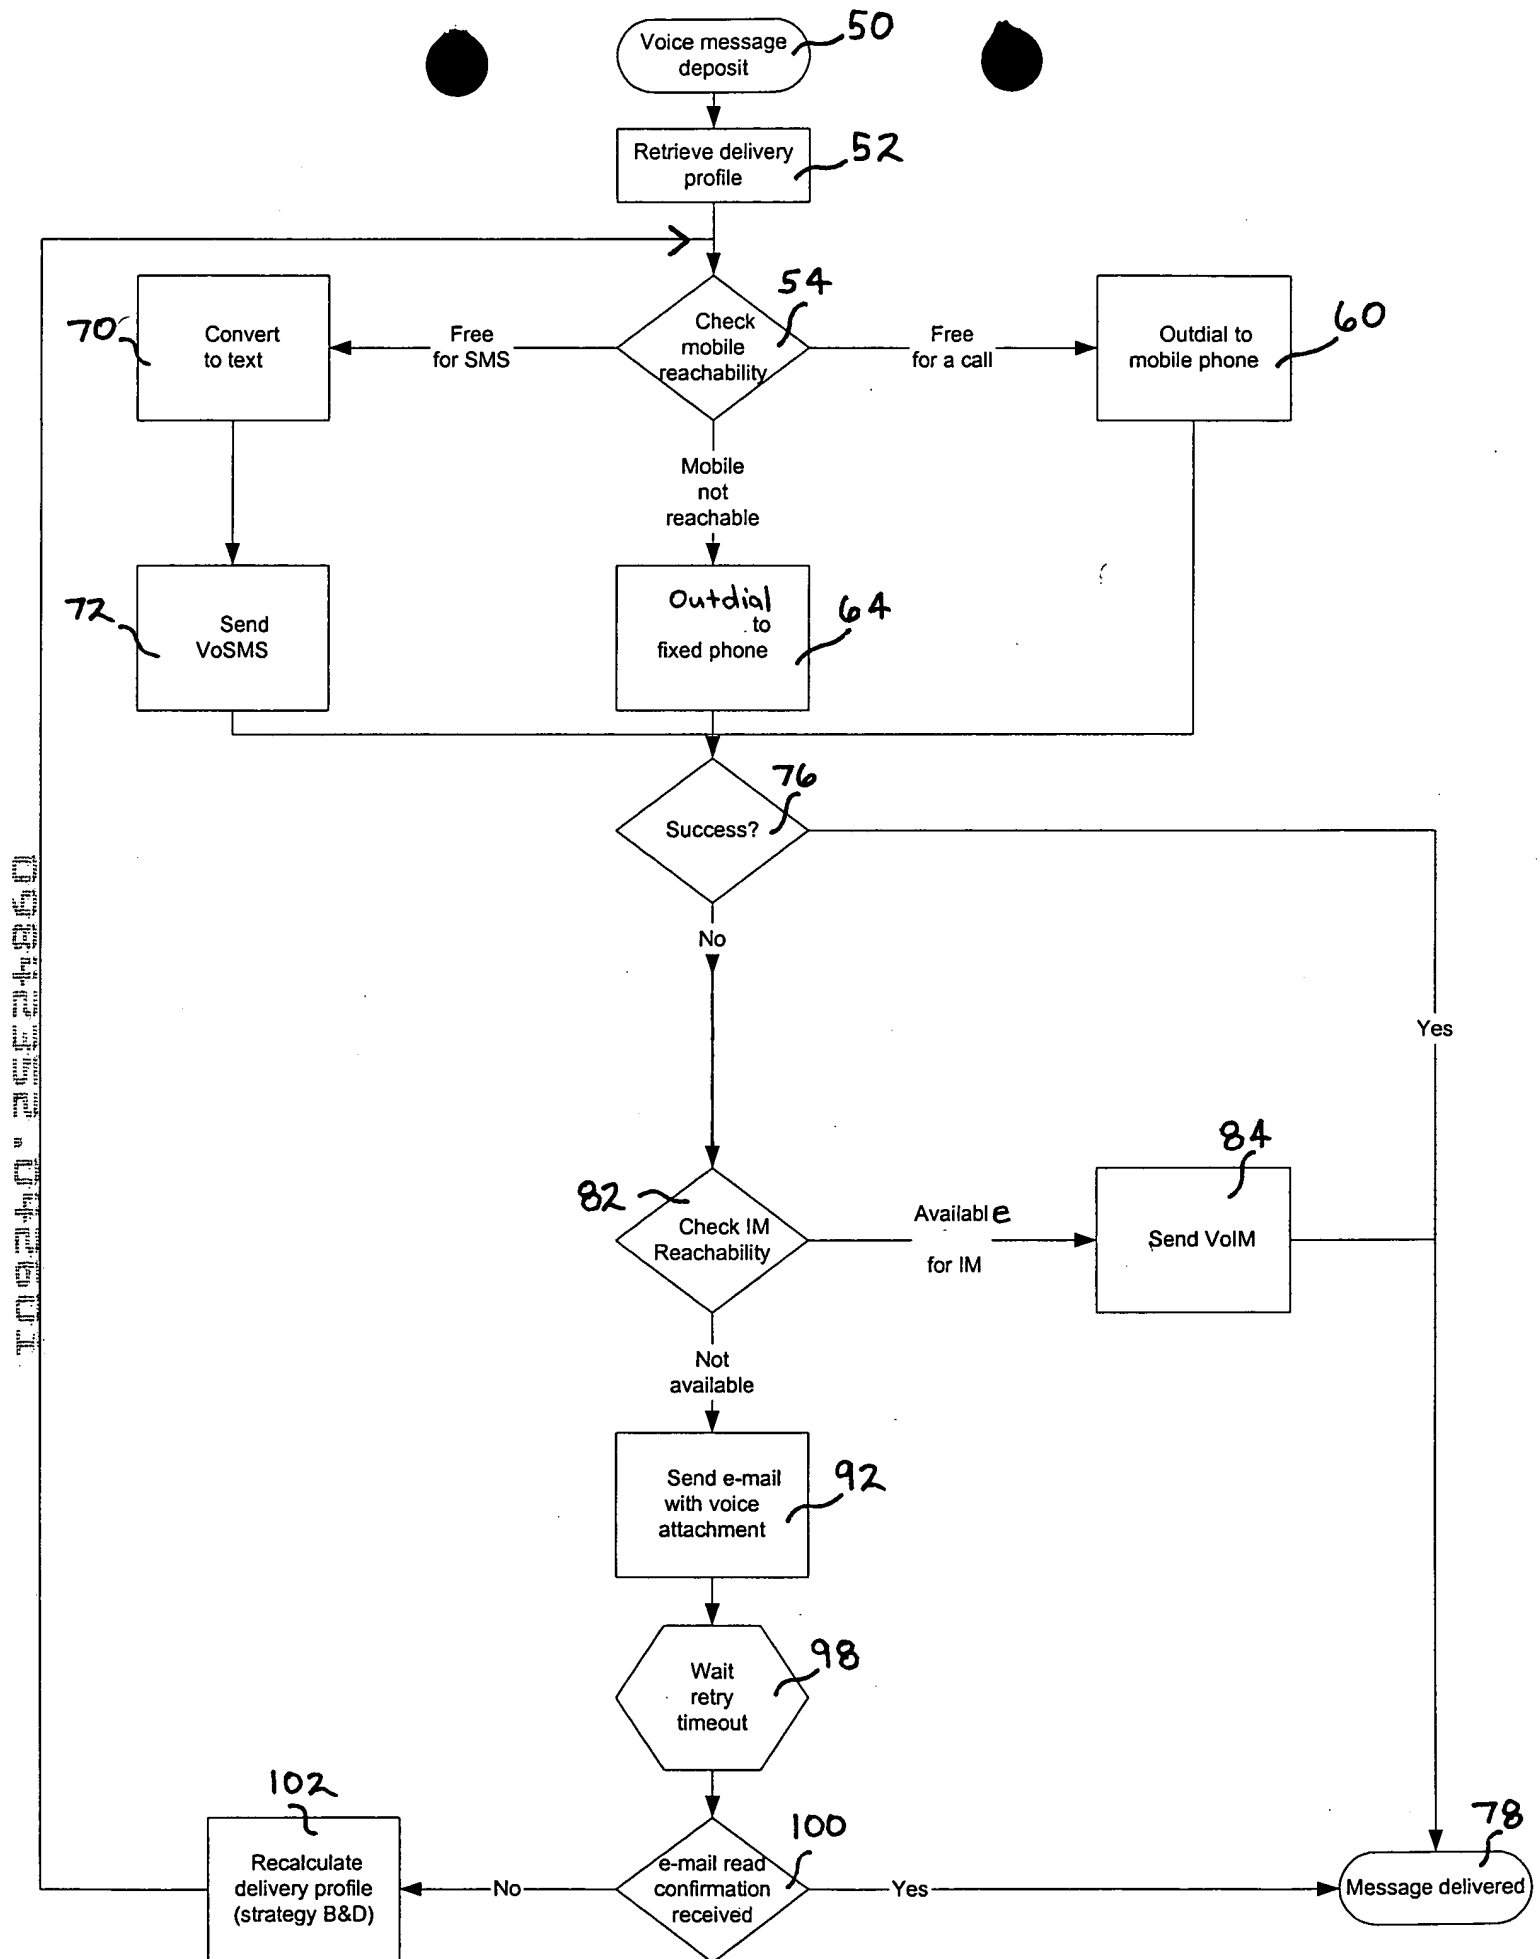 Voice message
deposit
50
Retrieve delivery
profile
52
54
Check
mobile
reachability
Free
for SMS
Free
for a call
70
Convert
to text
Outdial to
mobile phone
60
Mobile
not
reachable
72
Send
VoSMS
Outdial
to
fixed phone
64
76
Success?
No
Yes
82
Check IM
Reachability
Available
for IM
84
Send VoIM
Not
available
Send e-mail
with voice
attachment
92
Wait
retry
timeout
98
102
Recalculate
delivery profile
(strategy B&D)
No
100
e-mail read
confirmation
received
Yes
78
Message delivered
09842352.042601